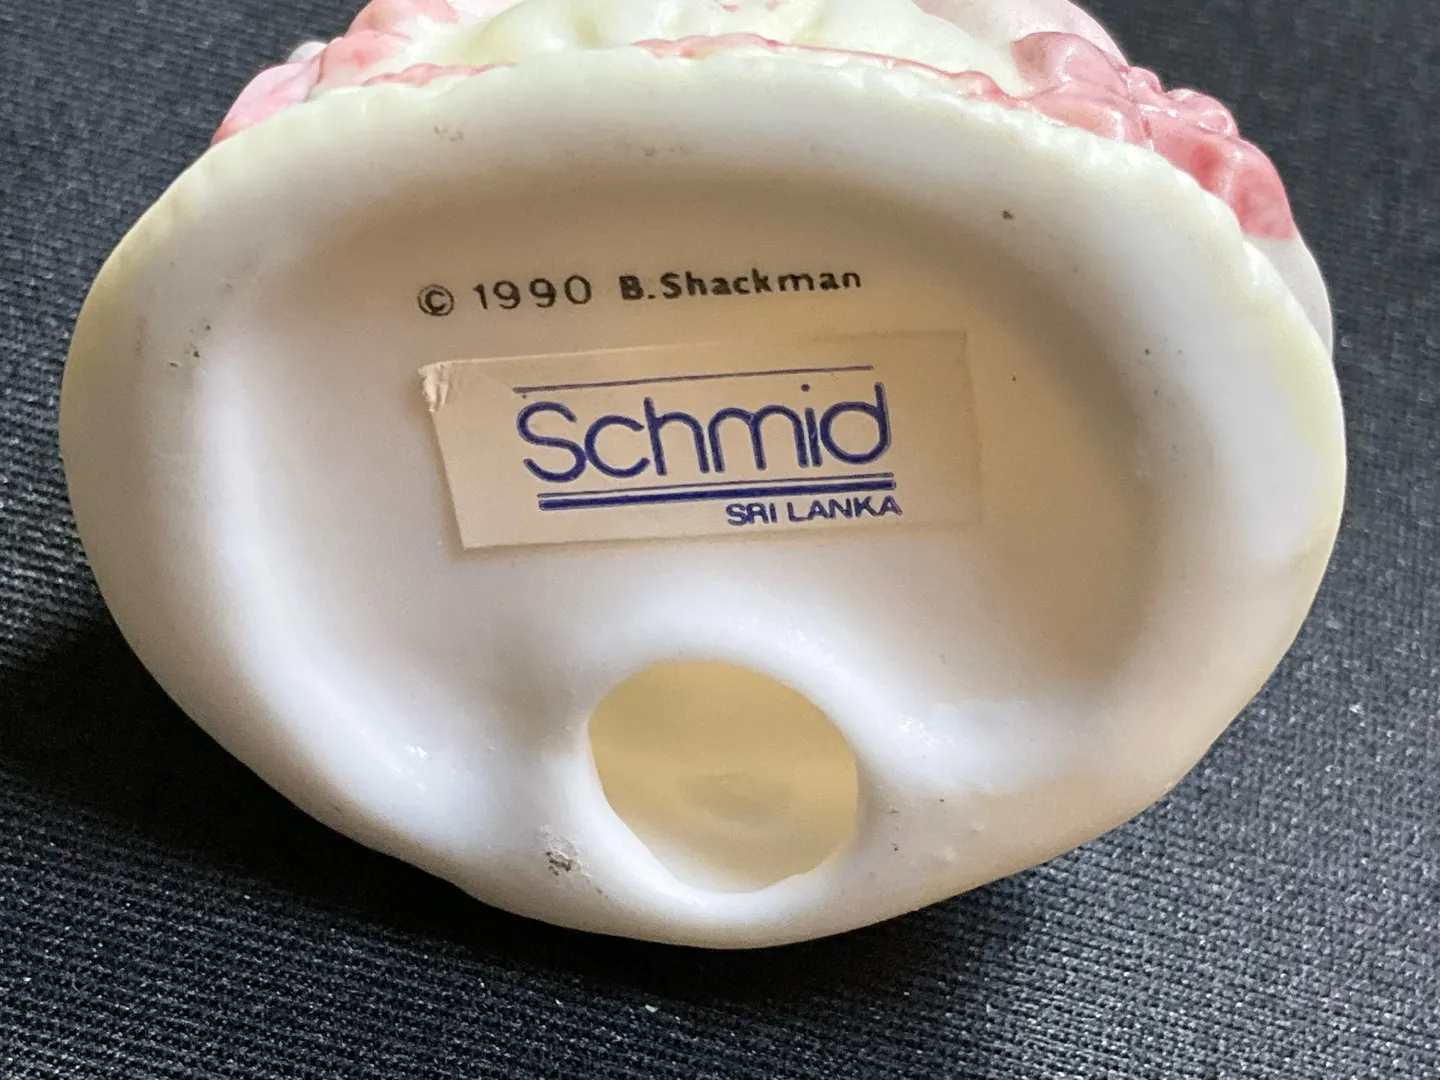 © 1990 B. Shackman
Schmid
SRI LANKA